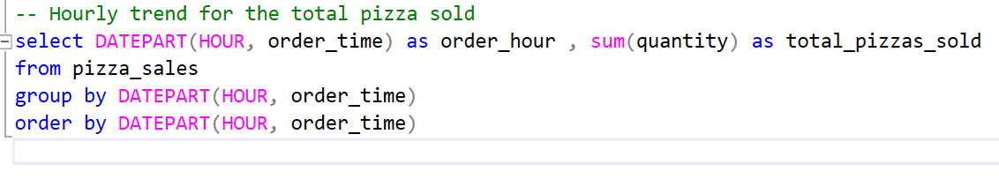 -- Hourly trend for the total pizza sold
select DATEPART(HOUR, order_time) as order_hour , sum(quantity) as total_pizzas_sold
from pizza_sales
group by DATEPART(HOUR, order_time)
order by DATEPART(HOUR, order_time)